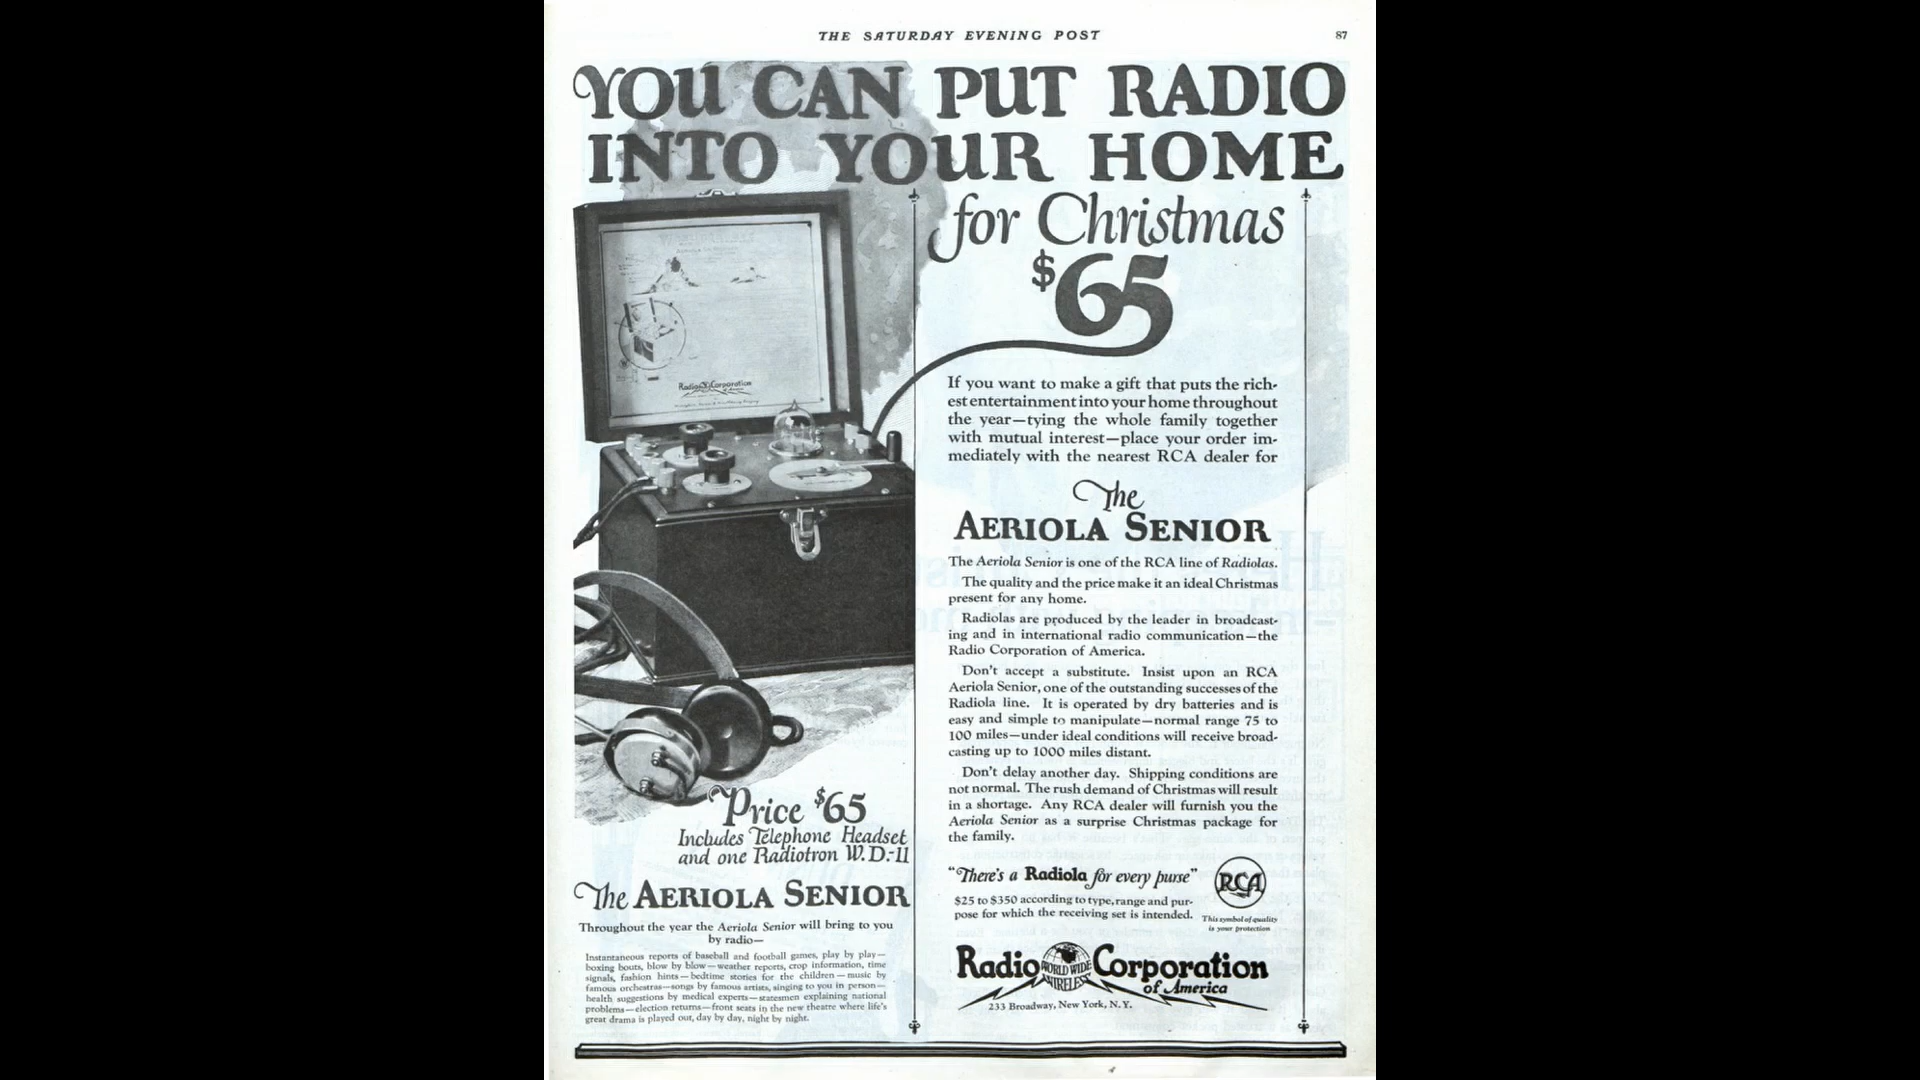 THE SATURDAY EVENING POST
87
YOU CAN PUT RADIO
INTO YOUR HOME
for Christmas
$65
Radio Corporation
of America
If you want to make a gift that puts the rich-
est entertainment into your home throughout
the year—tying the whole family together
with mutual interest—place your order im-
mediately with the nearest RCA dealer for
The
AERIOLA SENIOR
The Aeriola Senior is one of the RCA line of Radiolas.
The quality and the price make it an ideal Christmas
present for any home.
Radiolas are produced by the leader in broadcast-
ing and in international radio communication—the
Radio Corporation of America.
Don't accept a substitute. Insist upon an RCA
Aeriola Senior, one of the outstanding successes of the
Radiola line. It is operated by dry batteries and is
easy and simple to manipulate—normal range 75 to
100 miles—under ideal conditions will receive broad-
casting up to 1000 miles distant.
Don't delay another day. Shipping conditions are
not normal. The rush demand of Christmas will result
in a shortage. Any RCA dealer will furnish you the
Aeriola Senior as a surprise Christmas package for
the family.
"There's a Radiola for every purse"
$25 to $350 according to type, range and pur-
pose for which the receiving set is intended.
RCA
This symbol of quality
is your protection
Radio WORLD WIDE WIRELESS Corporation
of America
233 Broadway, New York, N. Y.
Price $65
Includes Telephone Headset
and one Radiotron W.D.-11
The AERIOLA SENIOR
Throughout the year the Aeriola Senior will bring to you
by radio—
Instantaneous reports of baseball and football games, play by play—
boxing bouts, blow by blow—weather reports, crop information, time
signals, fashion hints—bedtime stories for the children—music by
famous orchestras—songs by famous artists, singing to you in person—
health suggestions by medical experts—statesmen explaining national
problems—election returns—front seats in the new theatre where life's
great drama is played out, day by day, night by night.